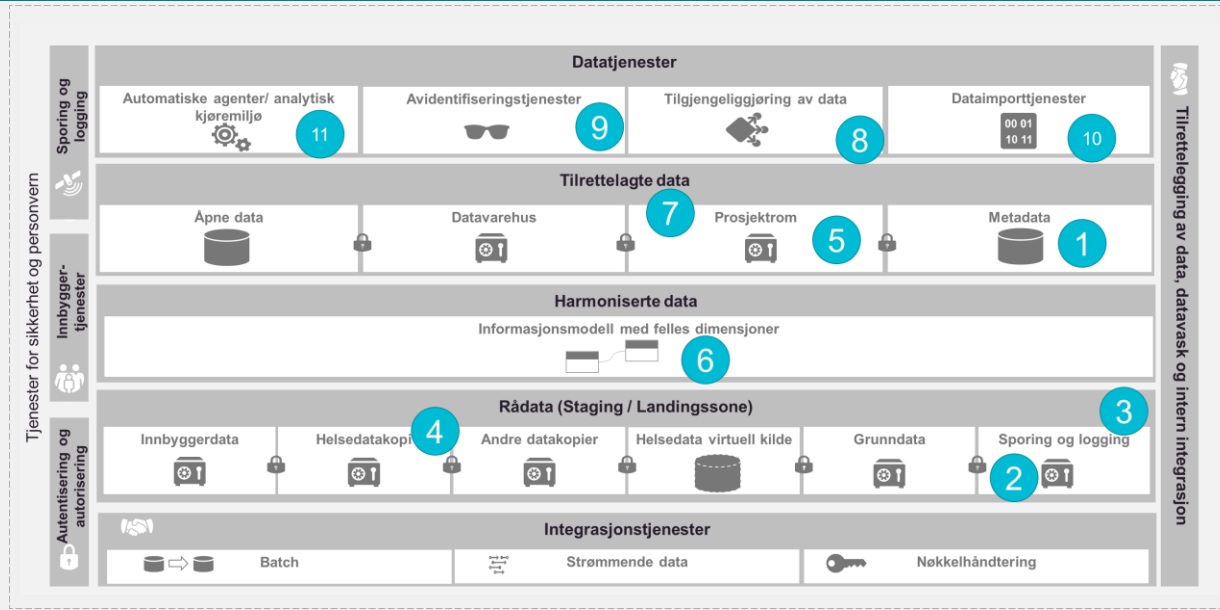 Tjenester for sikkerhet og personvern
Sporing og
logging
Innbygger-
tjenester
Autentisering og
autorisering
Datatjenester
Automatiske agenter/ analytisk
kjøremiljø
11
Avidentifiseringstjenester
9
Tilgjengeliggjøring av data
8
Dataimporttjenester
00 01
10 11
10
Tilrettelagte data
7
Åpne data
Datavarehus
Prosjektrom
5
Metadata
1
Harmoniserte data
Informasjonsmodell med felles dimensjoner
6
Rådata (Staging / Landingssone)
3
Innbyggerdata
Helsedatakopi
4
Andre datakopier
Helsedata virtuell kilde
Grunndata
Sporing og logging
2
Integrasjonstjenester
Batch
Strømmende data
Nøkkelhåndtering
Tilretteleggging av data, datavask og intern integrasjon